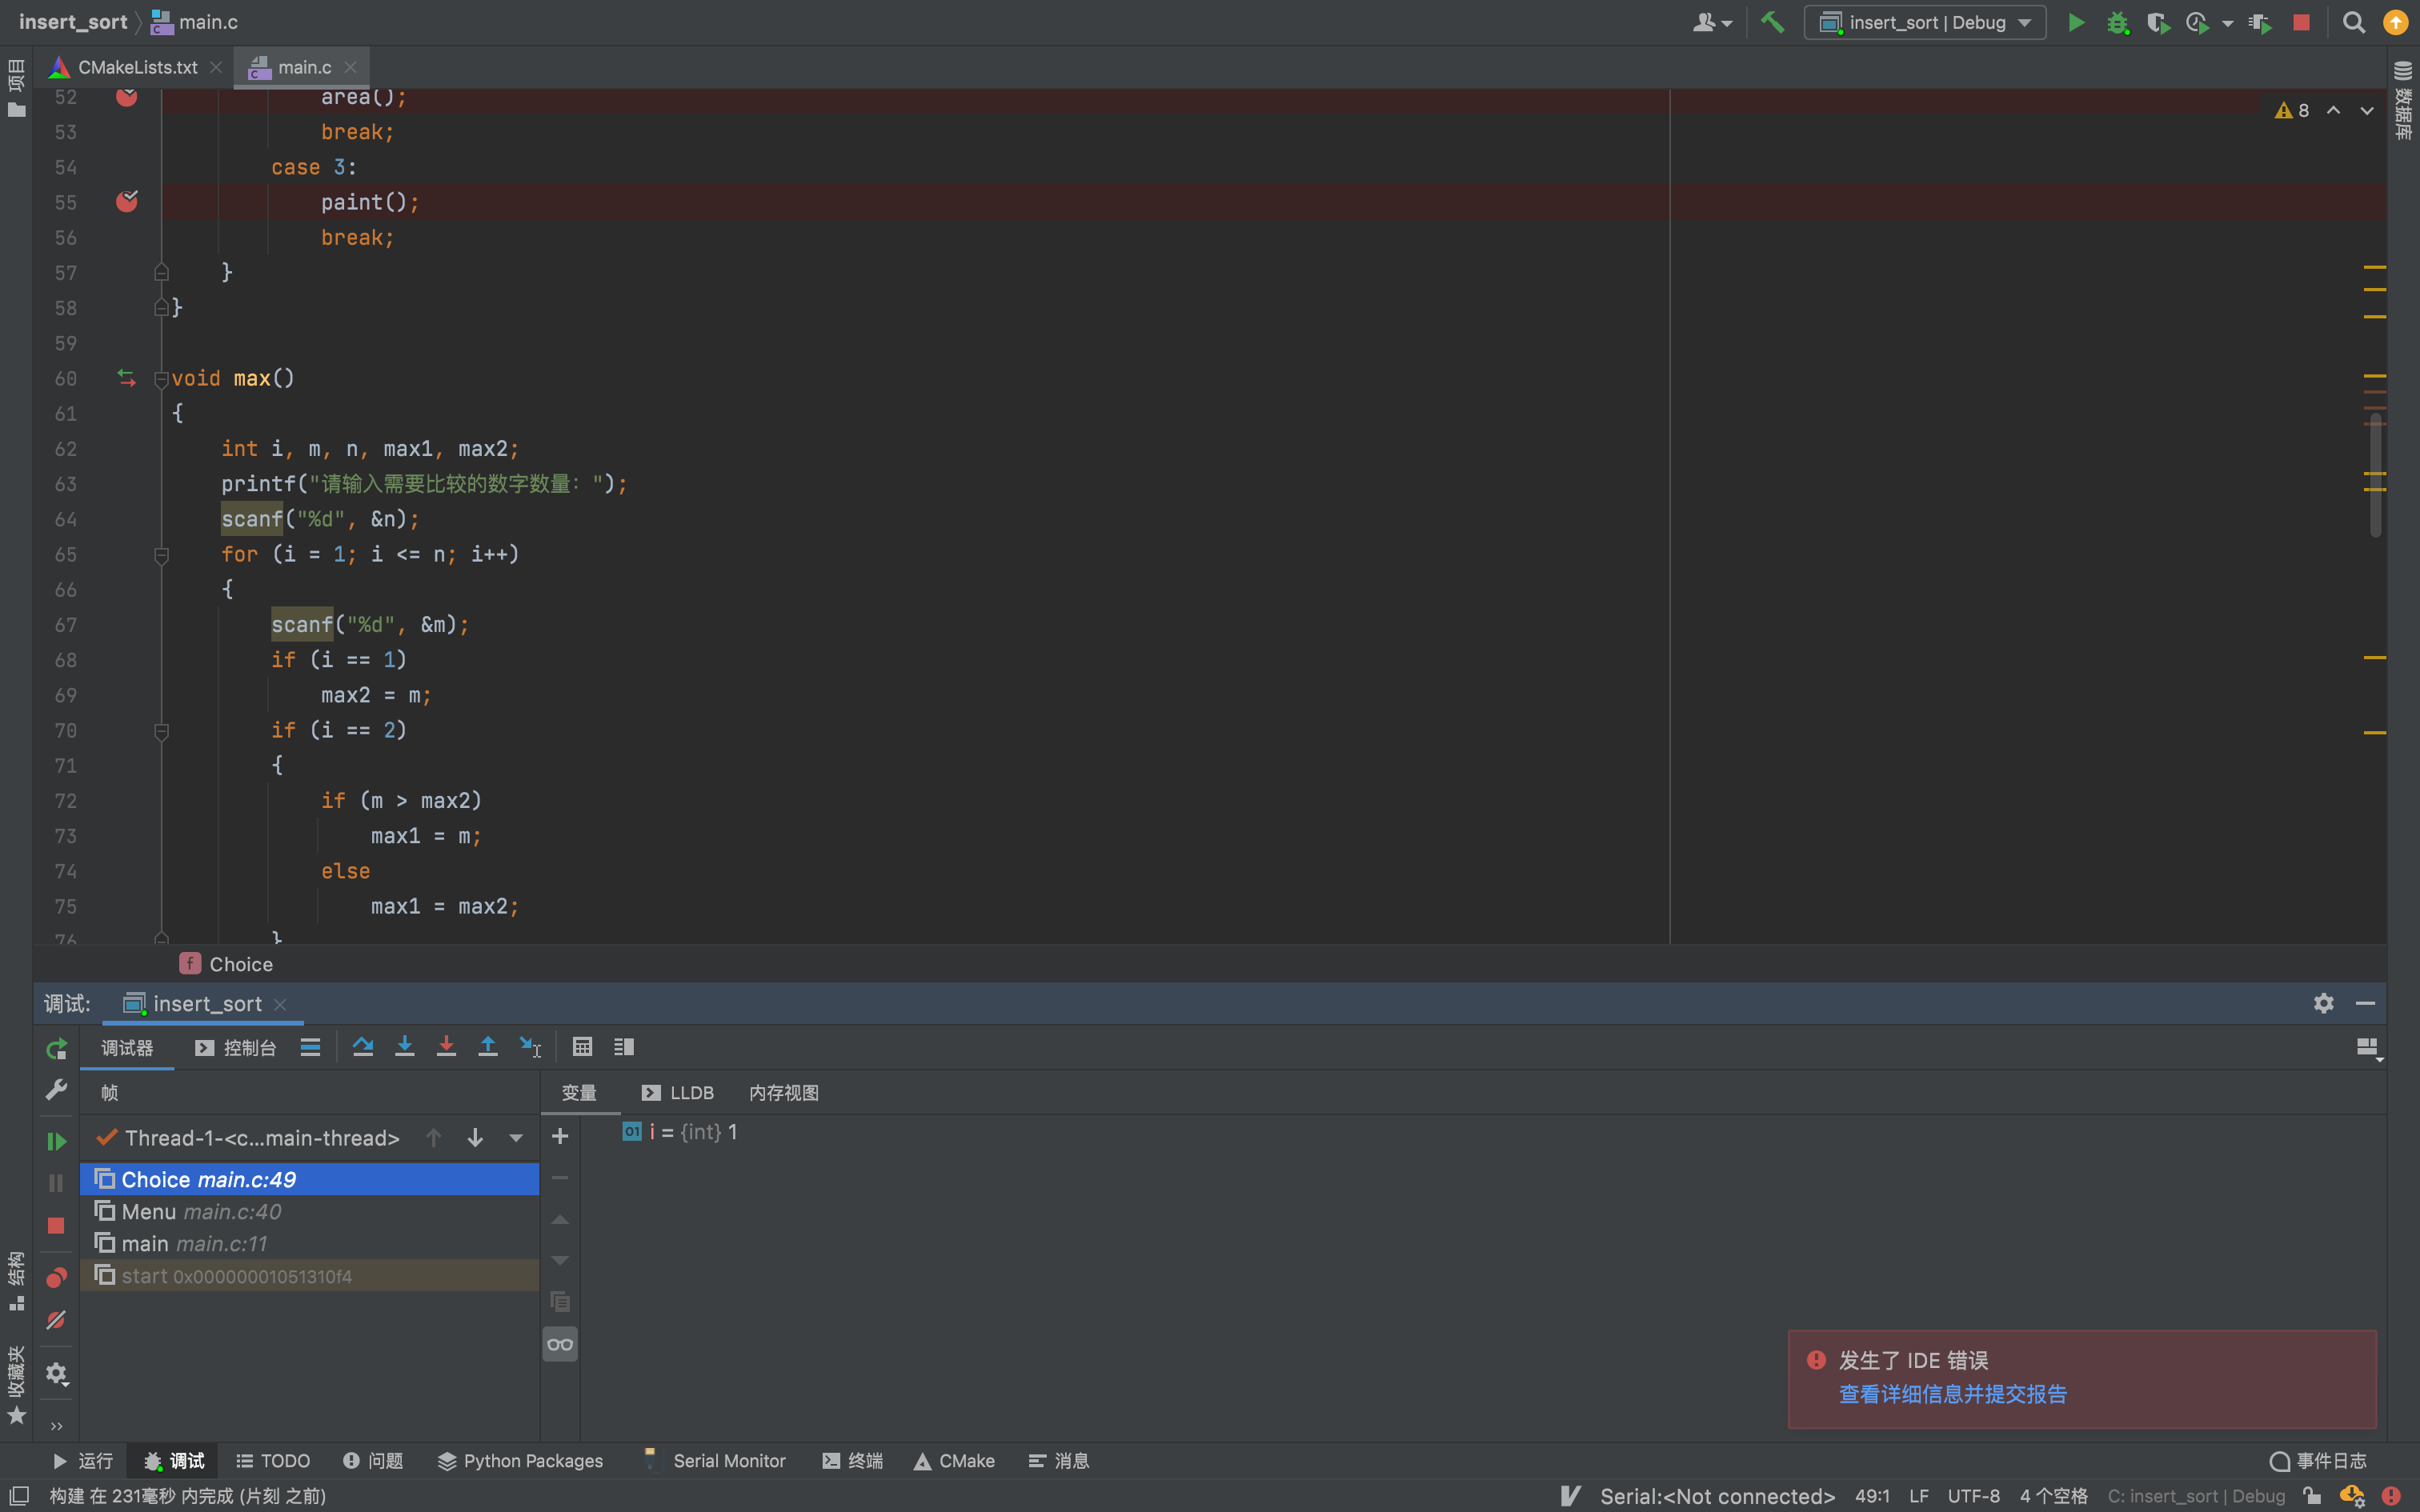 insert_sort main.c
insert_sort | Debug
CMakeLists.txt main.c
项目
数据库
8
52 area();
53 break;
54 case 3:
55 paint();
56 break;
57 }
58 }
59
60 void max()
61 {
62 int i, m, n, max1, max2;
63 printf("请输入需要比较的数字数量：");
64 scanf("%d", &n);
65 for (i = 1; i <= n; i++)
66 {
67 scanf("%d", &m);
68 if (i == 1)
69 max2 = m;
70 if (i == 2)
71 {
72 if (m > max2)
73 max1 = m;
74 else
75 max1 = max2;
76 }
f Choice
调试: insert_sort
调试器 控制台
帧
变量 LLDB 内存视图
Thread-1-<c...main-thread>
01 i = {int} 1
Choice main.c:49
Menu main.c:40
main main.c:11
start 0x00000001051310f4
结构
收藏夹
发生了 IDE 错误
查看详细信息并提交报告
运行 调试 TODO 问题 Python Packages Serial Monitor 终端 CMake 消息 事件日志
构建 在 231毫秒 内完成 (片刻 之前)
Serial:<Not connected> 49:1 LF UTF-8 4 个空格 C: insert_sort | Debug